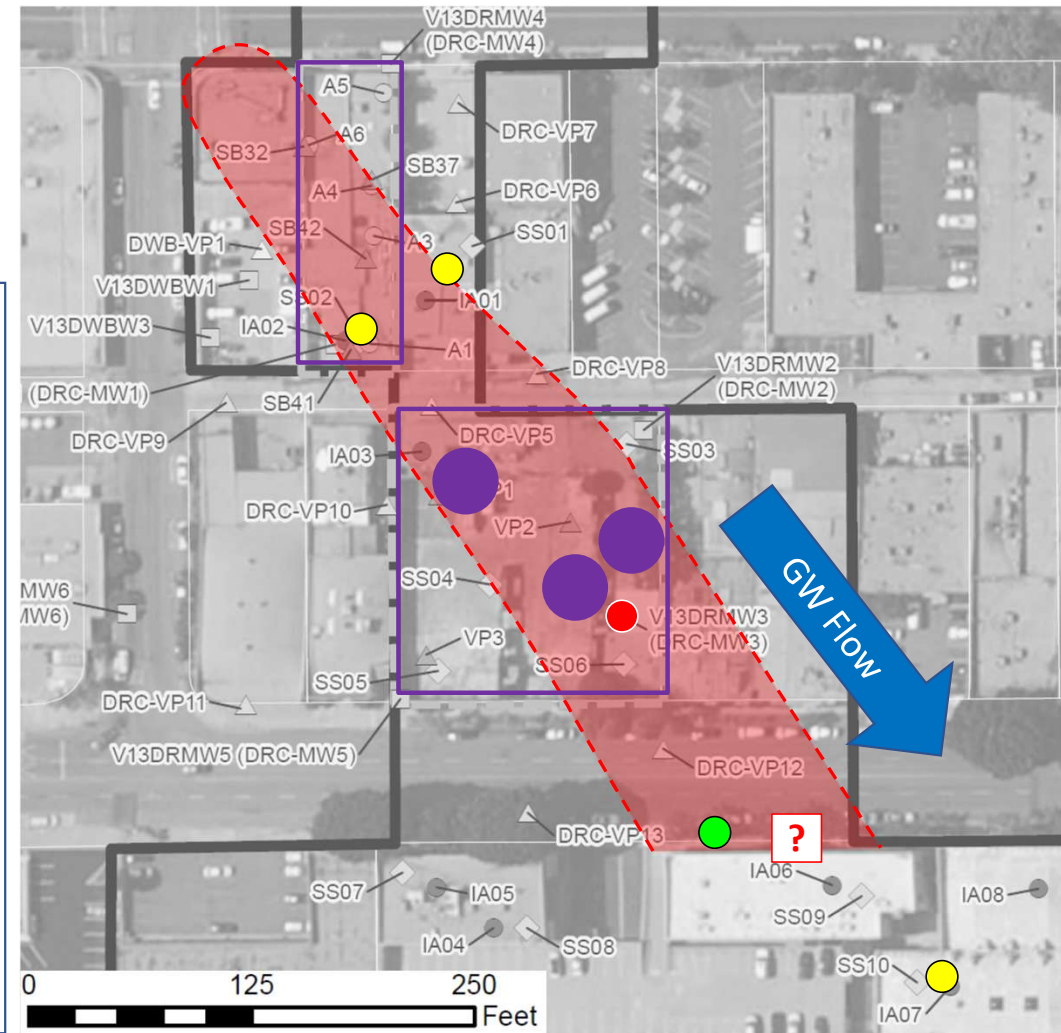 V13DRMW4
(DRC-MW4)
A5
DRC-VP7
A6
SB32
SB37
DRC-VP6
A4
SB42
A3
SS01
DWB-VP1
V13DWBW1
SS02
IA01
V13DWBW3
IA02
A1
V13DRMW2
(DRC-MW2)
DRC-VP8
(DRC-MW1)
SB41
DRC-VP9
DRC-VP5
IA03
SS03
DRC-VP10
VP2
GW Flow
SS04
V13DRMW3
(DRC-MW3)
VP3
SS06
SS05
DRC-VP11
V13DRMW5 (DRC-MW5)
DRC-VP12
DRC-VP13
?
IA06
SS07
IA05
IA08
SS09
IA04
SS08
SS10
IA07
0 125 250
Feet